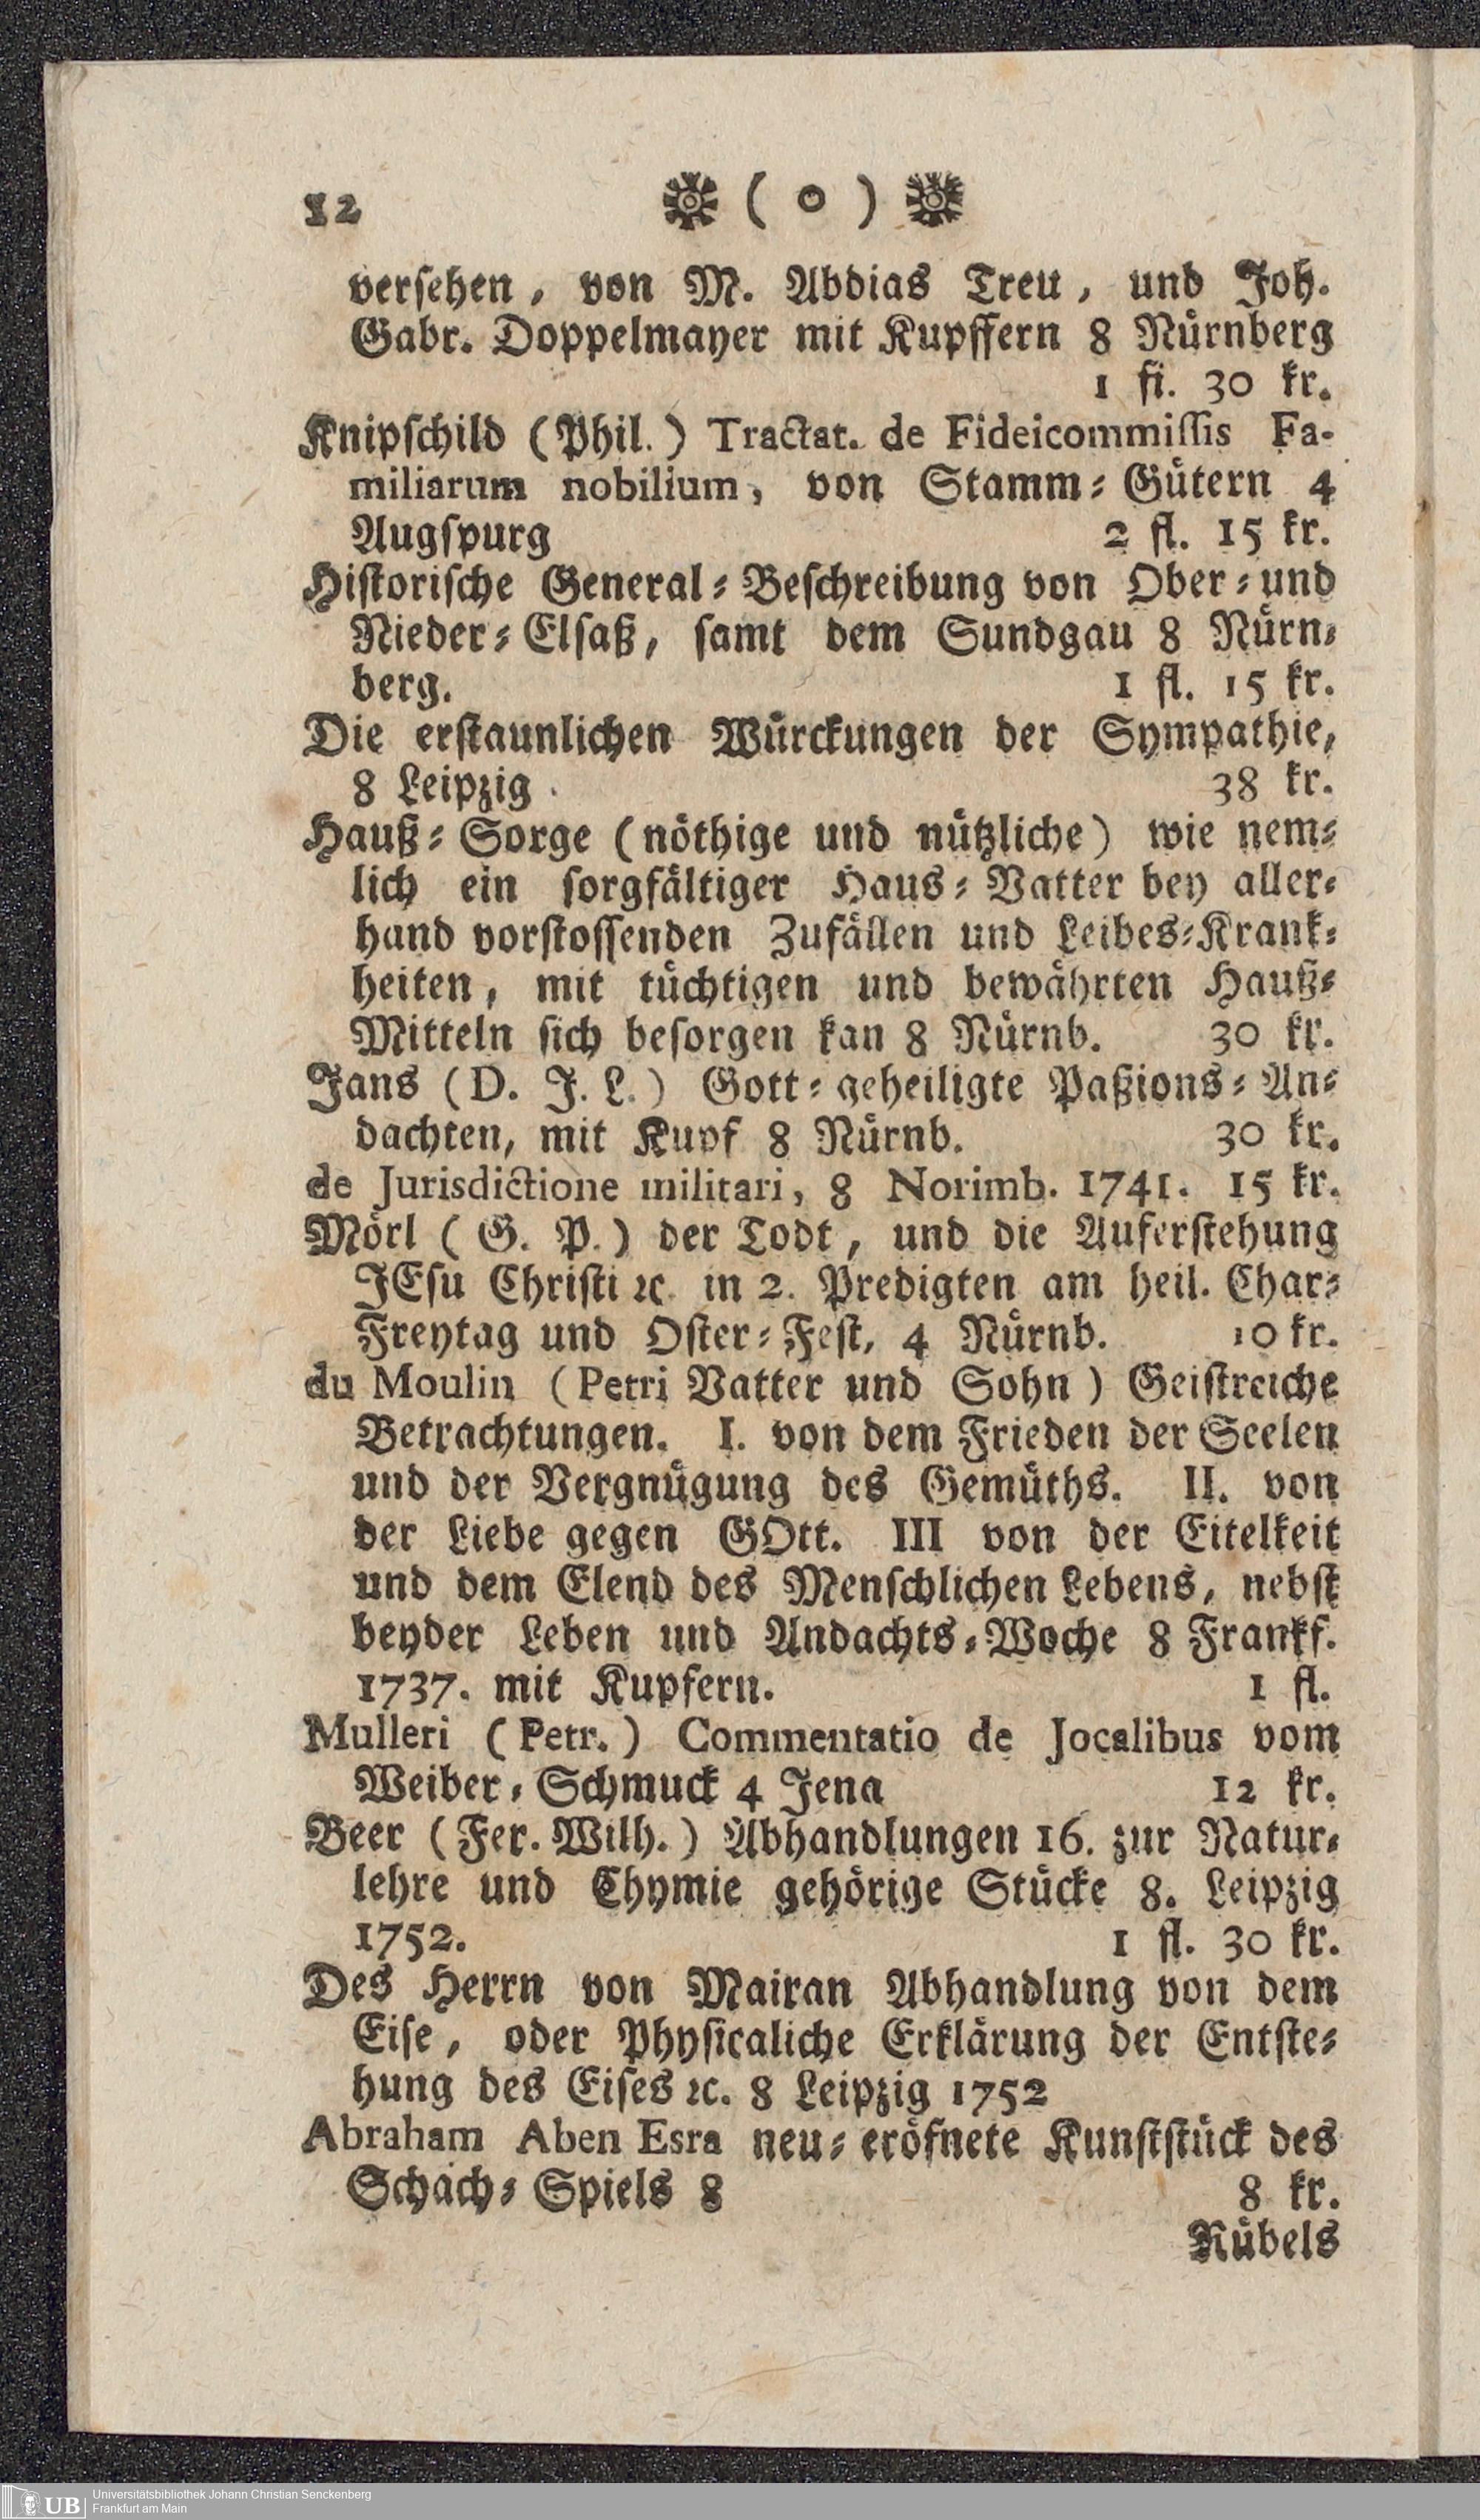 12 ( o )
versehen, von M. Abdias Treu, und Joh.
Gabr. Doppelmayer mit Kupffern 8 Nürnberg
1 fl. 30 kr.
Knipschild (Phil.) Tractat. de Fideicommissis Fa-
miliarum nobilium, von Stamm-Gütern 4
Augspurg 2 fl. 15 kr.
Historische General-Beschreibung von Ober- und
Nieder-Elsaß, samt dem Sundgau 8 Nürn-
berg. 1 fl. 15 kr.
Die erstaunlichen Würckungen der Sympathie,
8 Leipzig 38 kr.
Hauß-Sorge (nöthige und nützliche) wie nem-
lich ein sorgfältiger Haus-Vatter bey aller-
hand vorstossenden Zufällen und Leibes-Krank-
heiten, mit tüchtigen und bewährten Hauß-
Mitteln sich besorgen kan 8 Nürnb. 30 kr.
Jans (D. J. L.) Gott-geheiligte Paßions-An-
dachten, mit Kupf 8 Nürnb. 30 kr.
de Jurisdictione militari, 8 Norimb. 1741. 15 kr.
Mörl (G. P.) der Todt, und die Auferstehung
JEsu Christi ꝛc. in 2. Predigten am heil. Char-
Freytag und Oster-Fest, 4 Nürnb. 10 kr.
du Moulin (Petri Vatter und Sohn) Geistreiche
Betrachtungen. I. von dem Frieden der Seelen
und der Vergnügung des Gemüths. II. von
der Liebe gegen GOtt. III von der Eitelkeit
und dem Elend des Menschlichen Lebens, nebst
beyder Leben und Andachts-Woche 8 Frankf.
1737. mit Kupfern. 1 fl.
Mulleri (Petr.) Commentatio de Jocalibus vom
Weiber-Schmuck 4 Jena 12 kr.
Beer (Fer. Wilh.) Abhandlungen 16. zur Natur-
lehre und Chymie gehörige Stücke 8. Leipzig
1752. 1 fl. 30 kr.
Des Herrn von Mairan Abhandlung von dem
Eise, oder Physicaliche Erklärung der Entste-
hung des Eises ꝛc. 8 Leipzig 1752
Abraham Aben Esra neu-eröfnete Kunststück des
Schach-Spiels 8 8 kr.
Rübels
UB Universitätsbibliothek Johann Christian Senckenberg
Frankfurt am Main